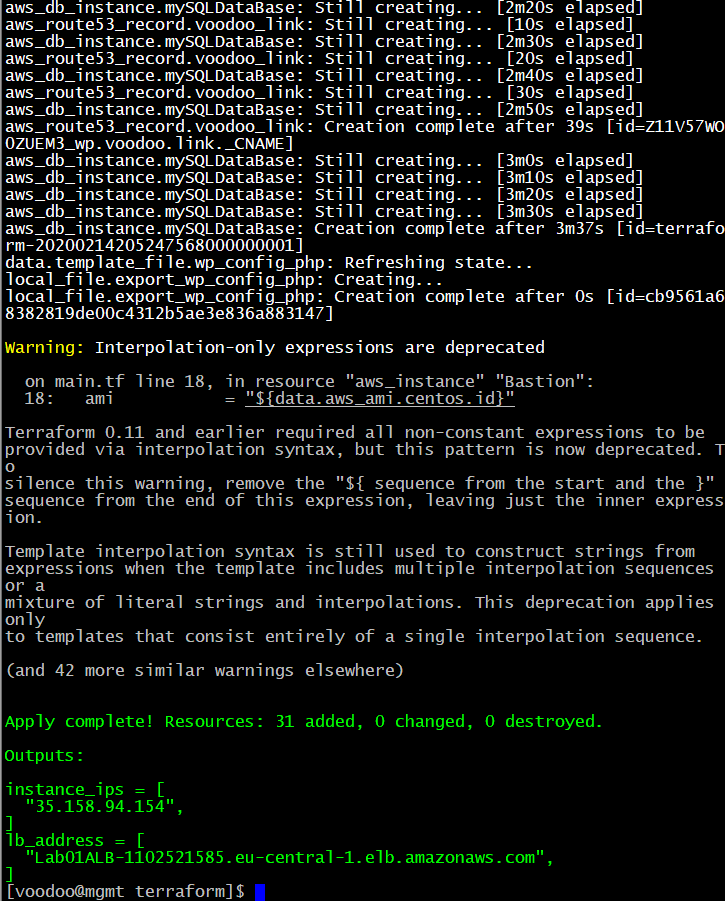 aws_db_instance.mySQLDataBase: Still creating... [2m20s elapsed]
aws_route53_record.voodoo_link: Still creating... [10s elapsed]
aws_db_instance.mySQLDataBase: Still creating... [2m30s elapsed]
aws_route53_record.voodoo_link: Still creating... [20s elapsed]
aws_db_instance.mySQLDataBase: Still creating... [2m40s elapsed]
aws_route53_record.voodoo_link: Still creating... [30s elapsed]
aws_db_instance.mySQLDataBase: Still creating... [2m50s elapsed]
aws_route53_record.voodoo_link: Creation complete after 39s [id=Z11V57WO
OZUEM3_wp.voodoo.link._CNAME]
aws_db_instance.mySQLDataBase: Still creating... [3m0s elapsed]
aws_db_instance.mySQLDataBase: Still creating... [3m10s elapsed]
aws_db_instance.mySQLDataBase: Still creating... [3m20s elapsed]
aws_db_instance.mySQLDataBase: Still creating... [3m30s elapsed]
aws_db_instance.mySQLDataBase: Creation complete after 3m37s [id=terrafo
rm-20200214205247568000000001]
data.template_file.wp_config_php: Refreshing state...
local_file.export_wp_config_php: Creating...
local_file.export_wp_config_php: Creation complete after 0s [id=cb9561a6
8382819de00c4312b5ae3e836a883147]
Warning: Interpolation-only expressions are deprecated
on main.tf line 18, in resource "aws_instance" "Bastion":
18:   ami           = "${data.aws_ami.centos.id}"
Terraform 0.11 and earlier required all non-constant expressions to be
provided via interpolation syntax, but this pattern is now deprecated. T
o
silence this warning, remove the "${ sequence from the start and the }"
sequence from the end of this expression, leaving just the inner express
ion.
Template interpolation syntax is still used to construct strings from
expressions when the template includes multiple interpolation sequences
or a
mixture of literal strings and interpolations. This deprecation applies
only
to templates that consist entirely of a single interpolation sequence.
(and 42 more similar warnings elsewhere)
Apply complete! Resources: 31 added, 0 changed, 0 destroyed.
Outputs:
instance_ips = [
"35.158.94.154",
]
lb_address = [
"Lab01ALB-1102521585.eu-central-1.elb.amazonaws.com",
]
[voodoo@mgmt terraform]$